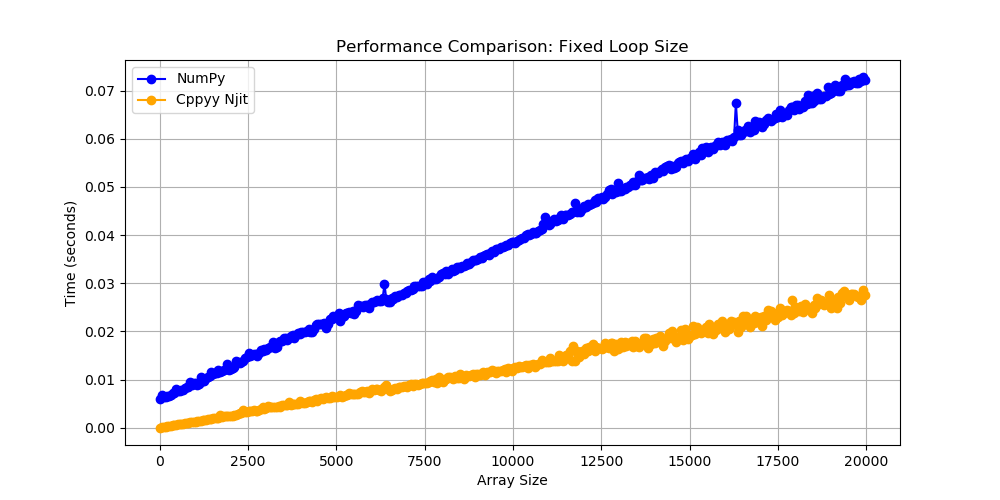 Performance Comparison: Fixed Loop Size
NumPy
Cppyy Njit
0.07
0.06
0.05
0.04
0.03
0.02
0.01
0.00
Time (seconds)
0 2500 5000 7500 10000 12500 15000 17500 20000
Array Size